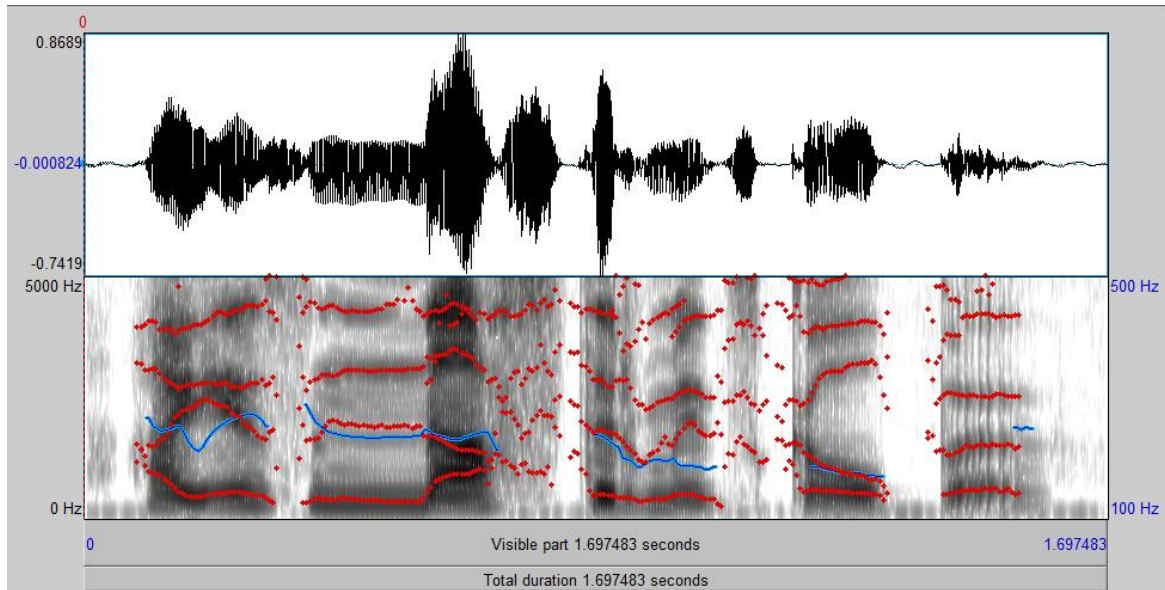 0
0.8689
-0.000824
-0.7419
5000 Hz 500 Hz
0 Hz 100 Hz
0 Visible part 1.697483 seconds 1.697483
Total duration 1.697483 seconds